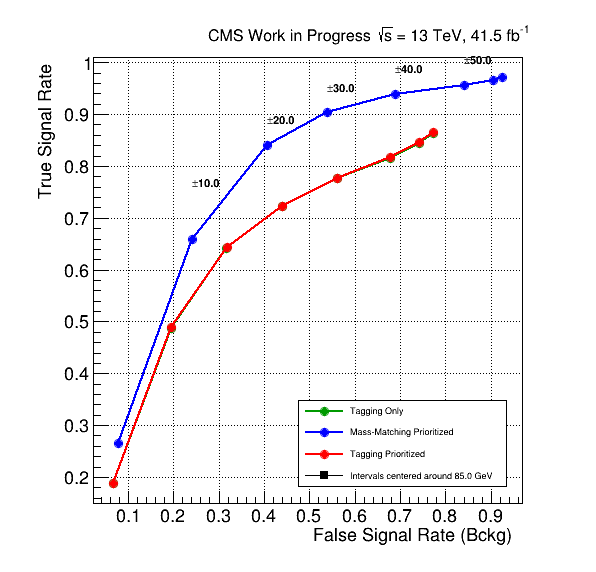 CMS Work in Progress √s = 13 TeV, 41.5 fb⁻¹
True Signal Rate
1
0.9
0.8
0.7
0.6
0.5
0.4
0.3
0.2
±10.0
±20.0
±30.0
±40.0
±50.0
Tagging Only
Mass-Matching Prioritized
Tagging Prioritized
Intervals centered around 85.0 GeV
0.1 0.2 0.3 0.4 0.5 0.6 0.7 0.8 0.9
False Signal Rate (Bckg)